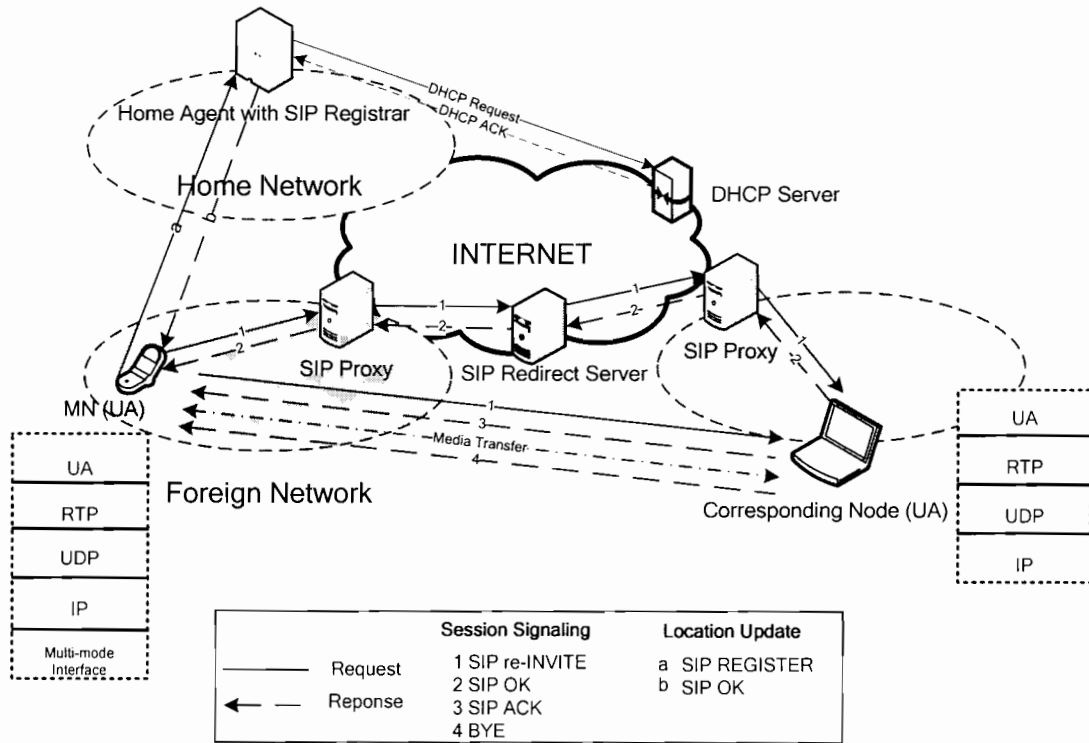 DHCP Request
DHCP ACK
Home Agent with SIP Registrar
Home Network
DHCP Server
a
b
INTERNET
1
2
1
2
1
2
1
2
SIP Proxy
SIP Redirect Server
SIP Proxy
MN (UA)
1
3
Media Transfer
4
Foreign Network
Corresponding Node (UA)
UA
RTP
UDP
IP
Multi-mode
Interface
UA
RTP
UDP
IP
Session Signaling
Location Update
Request
Reponse
1 SIP re-INVITE
2 SIP OK
3 SIP ACK
4 BYE
a SIP REGISTER
b SIP OK